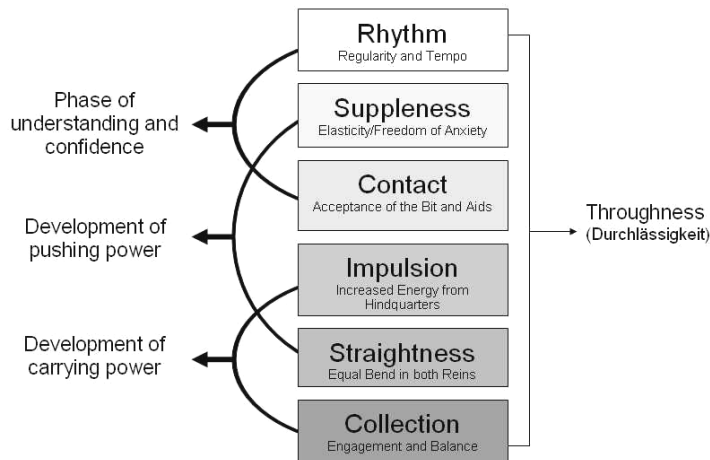 Rhythm
Regularity and Tempo
Phase of
understanding and
confidence
Suppleness
Elasticity/Freedom of Anxiety
Contact
Acceptance of the Bit and Aids
Development of
pushing power
Impulsion
Increased Energy from
Hindquarters
Development of
carrying power
Straightness
Equal Bend in both Reins
Collection
Engagement and Balance
Throughness
(Durchlässigkeit)